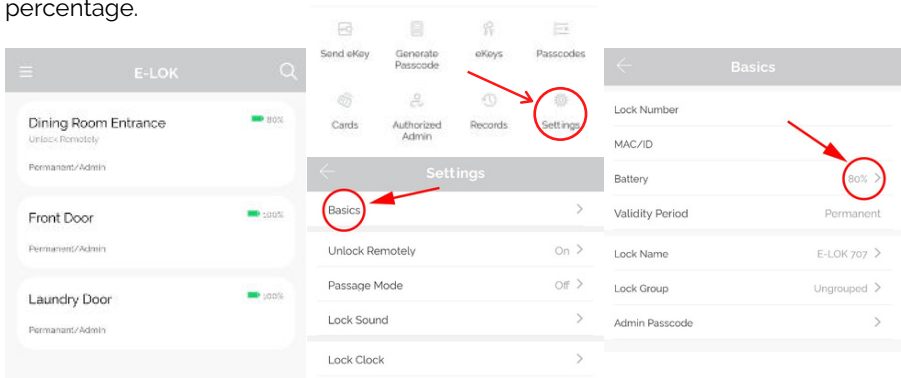 percentage.
E-LOK
Dining Room Entrance
80%
Unlock Remotely
Permanent/Admin
Front Door
100%
Permanent/Admin
Laundry Door
100%
Permanant/Admin
Send eKey
Generate
Passcode
eKeys
Passcodes
Cards
Authorized
Admin
Records
Settings
Settings
Basics
Unlock Remotely
On
Passage Mode
Off
Lock Sound
Lock Clock
Basics
Lock Number
MAC/ID
Battery
80%
Validity Period
Permanent
Lock Name
E-LOK 707
Lock Group
Ungrouped
Admin Passcode